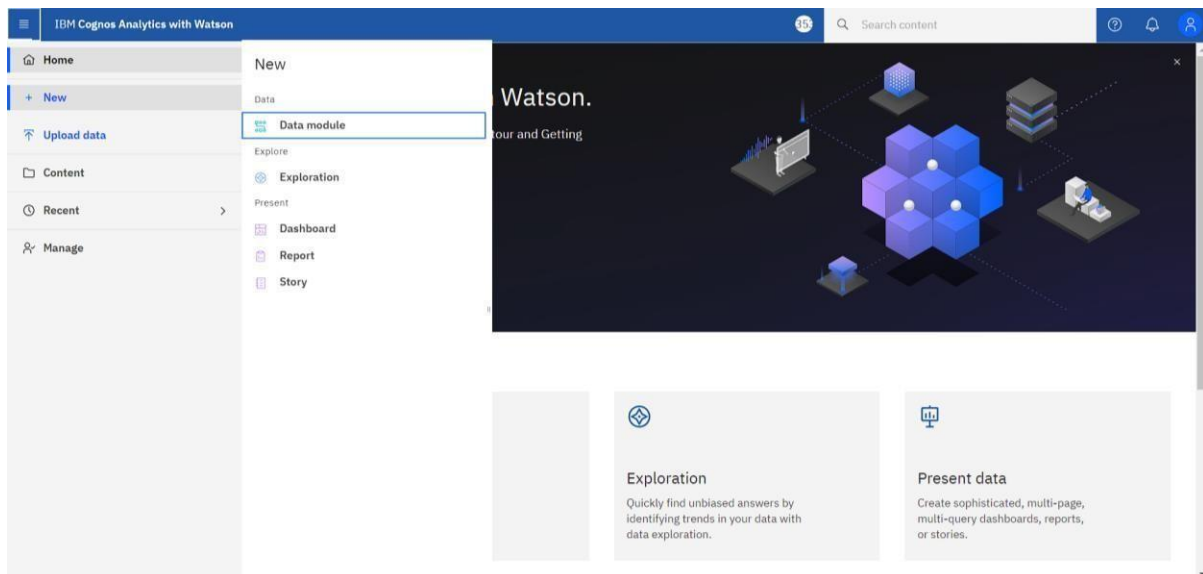 IBM Cognos Analytics with Watson
Search content
Home
New
Upload data
Content
Recent
Manage
New
Data
Data module
Explore
Exploration
Present
Dashboard
Report
Story
Watson.
tour and Getting
Exploration
Quickly find unbiased answers by
identifying trends in your data with
data exploration.
Present data
Create sophisticated, multi-page,
multi-query dashboards, reports,
or stories.